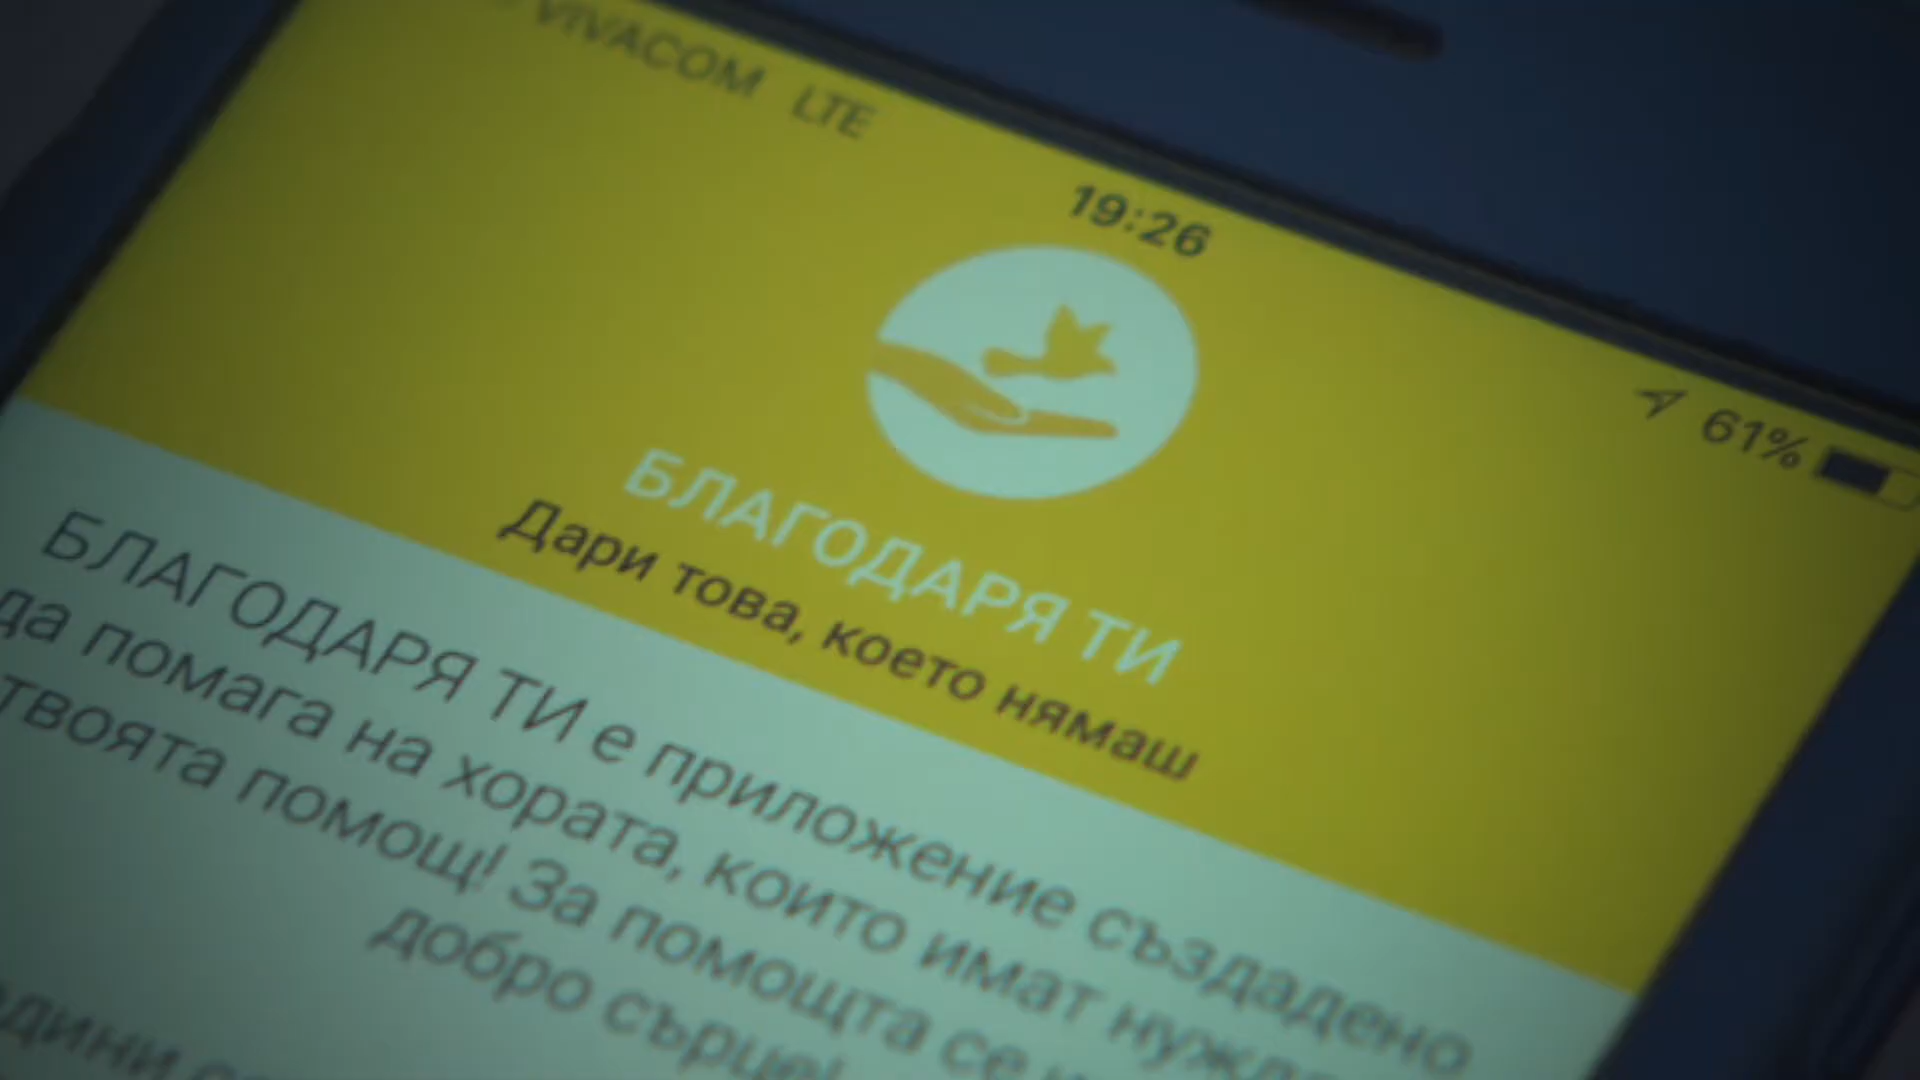 VIVACOM LTE
19:26
61%
БЛАГОДАРЯ ТИ
Дари това, което нямаш
БЛАГОДАРЯ ТИ е приложение създадено
да помага на хората, които имат
твоята помощ! За помощта се
добро сърце!